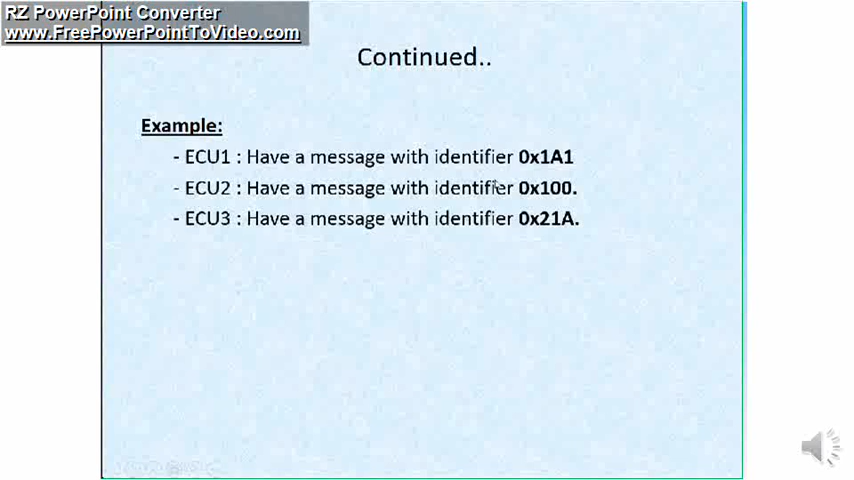 RZ PowerPoint Converter
www.FreePowerPointToVideo.com
Continued..
Example:
- ECU1 : Have a message with identifier 0x1A1
- ECU2 : Have a message with identifier 0x100.
- ECU3 : Have a message with identifier 0x21A.